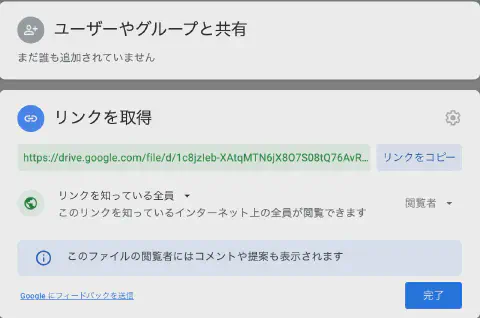 ユーザーやグループと共有
まだ誰も追加されていません
リンクを取得
https://drive.google.com/file/d/1c8jzIeb-XAtqMTN6jX8O7S08tQ76AvR...
リンクをコピー
リンクを知っている全員
このリンクを知っているインターネット上の全員が閲覧できます
閲覧者
このファイルの閲覧者にはコメントや提案も表示されます
Google にフィードバックを送信
完了